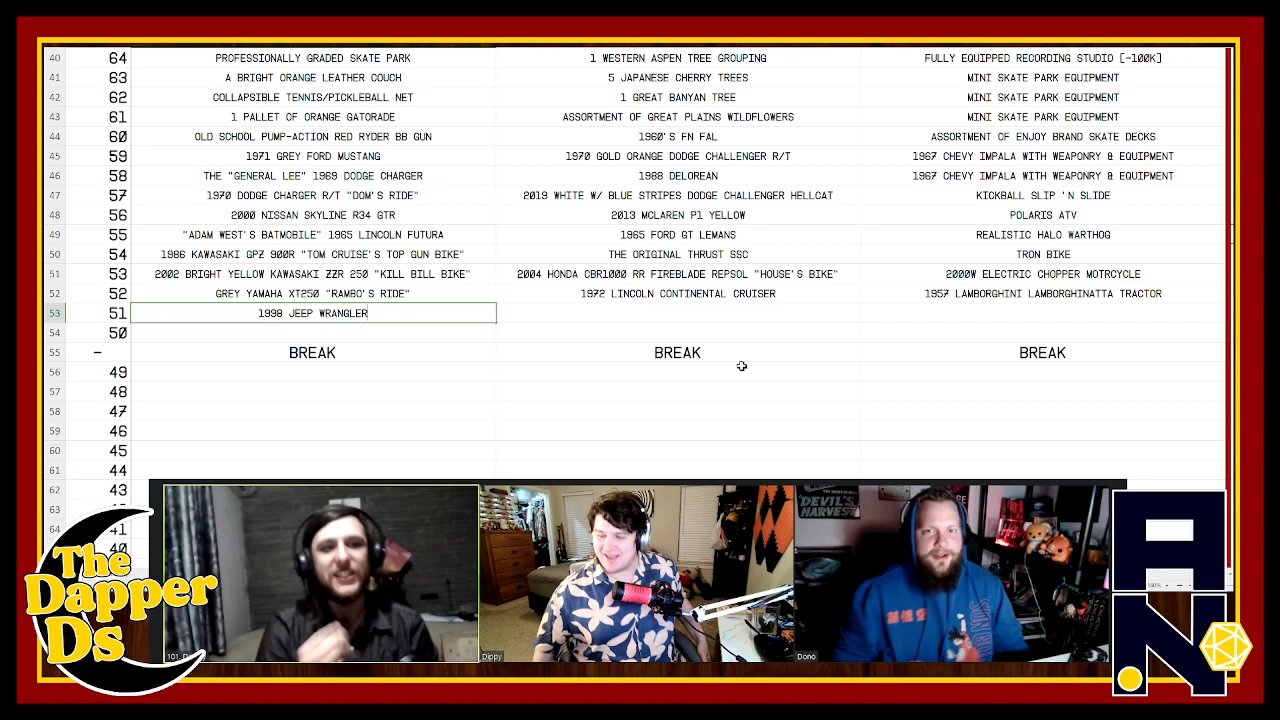 40 64 PROFESSIONALLY GRADED SKATE PARK 1 WESTERN ASPEN TREE GROUPING FULLY EQUIPPED RECORDING STUDIO [-100K]
41 63 A BRIGHT ORANGE LEATHER COUCH 5 JAPANESE CHERRY TREES MINI SKATE PARK EQUIPMENT
42 62 COLLAPSIBLE TENNIS/PICKLEBALL NET 1 GREAT BANYAN TREE MINI SKATE PARK EQUIPMENT
43 61 1 PALLET OF ORANGE GATORADE ASSORTMENT OF GREAT PLAINS WILDFLOWERS MINI SKATE PARK EQUIPMENT
44 60 OLD SCHOOL PUMP-ACTION RED RYDER BB GUN 1960'S FN FAL ASSORTMENT OF ENJOY BRAND SKATE DECKS
45 59 1971 GREY FORD MUSTANG 1970 GOLD ORANGE DODGE CHALLENGER R/T 1967 CHEVY IMPALA WITH WEAPONRY & EQUIPMENT
46 58 THE "GENERAL LEE" 1969 DODGE CHARGER 1988 DELOREAN 1967 CHEVY IMPALA WITH WEAPONRY & EQUIPMENT
47 57 1970 DODGE CHARGER R/T "DOM'S RIDE" 2019 WHITE W/ BLUE STRIPES DODGE CHALLENGER HELLCAT KICKBALL SLIP 'N SLIDE
48 56 2000 NISSAN SKYLINE R34 GTR 2013 MCLAREN P1 YELLOW POLARIS ATV
49 55 "ADAM WEST'S BATMOBILE" 1965 LINCOLN FUTURA 1965 FORD GT LEMANS REALISTIC HALO WARTHOG
50 54 1986 KAWASAKI GPZ 900R "TOM CRUISE'S TOP GUN BIKE" THE ORIGINAL THRUST SSC TRON BIKE
51 53 2002 BRIGHT YELLOW KAWASAKI ZZR 250 "KILL BILL BIKE" 2004 HONDA CBR1000 RR FIREBLADE REPSOL "HOUSE'S BIKE" 2000W ELECTRIC CHOPPER MOTRCYCLE
52 52 GREY YAMAHA XT250 "RAMBO'S RIDE" 1972 LINCOLN CONTINENTAL CRUISER 1957 LAMBORGHINI LAMBORGHINATTA TRACTOR
53 51 1998 JEEP WRANGLER
54 50
55 - BREAK BREAK BREAK
56 49
57 48
58 47
59 46
60 45
61 44
62 43
63
64 41
40
DEVIL'S
HARVEST
101.
Dippy
Dono
The
Dapper
Ds
A
N